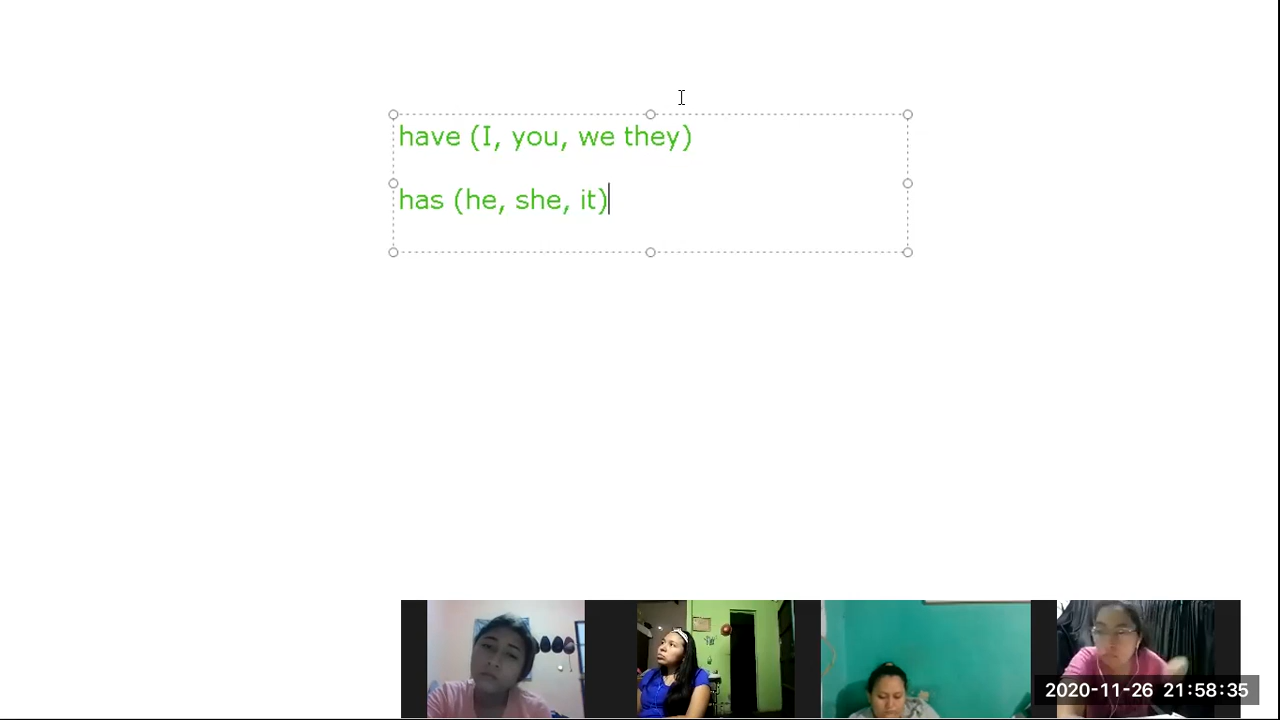 have (I, you, we they)
has (he, she, it)
2020-11-26 21:58:35